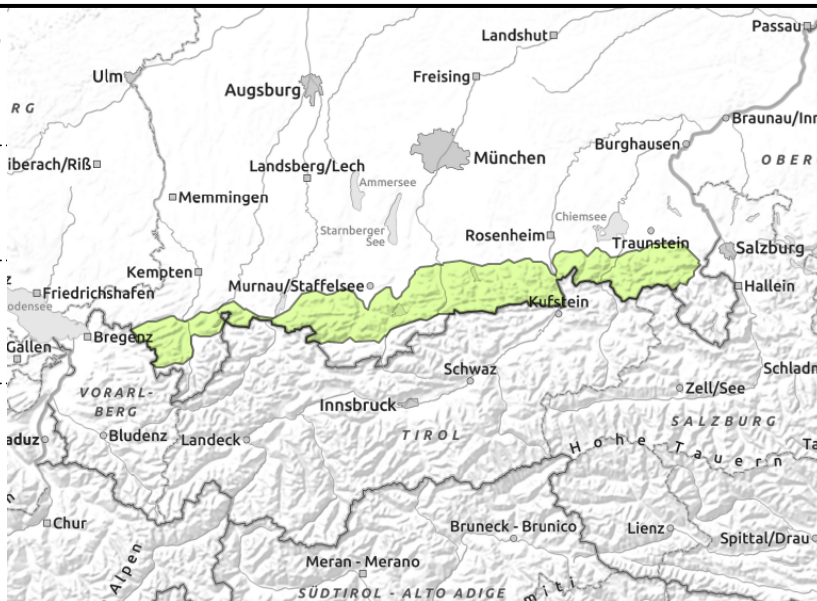 Passau
Landshut
Ulm
Freising
Augsburg
RG
Braunau/Inn
Burghausen
iberach/Riß
München
OBER
Landsberg/Lech
Ammersee
Memmingen
Chiemsee
Starnberger
See
Rosenheim
Traunstein
Salzburg
Kempten
z
Murnau/Staffelsee
Hallein
Friedrichshafen
odensee
Kufstein
Bregenz
Gallen
Schwaz
Schladm
VORARL-
BERG
Zell/See
Innsbruck
SALZBURG
aduz
Bludenz
Landeck
TIROL
Hohe Tauern
Ta
n
Chur
Bruneck - Brunico
Lienz
Spittal/Drau
Alpen
Meran - Merano
miti
SÜDTIROL - ALTO ADIGE